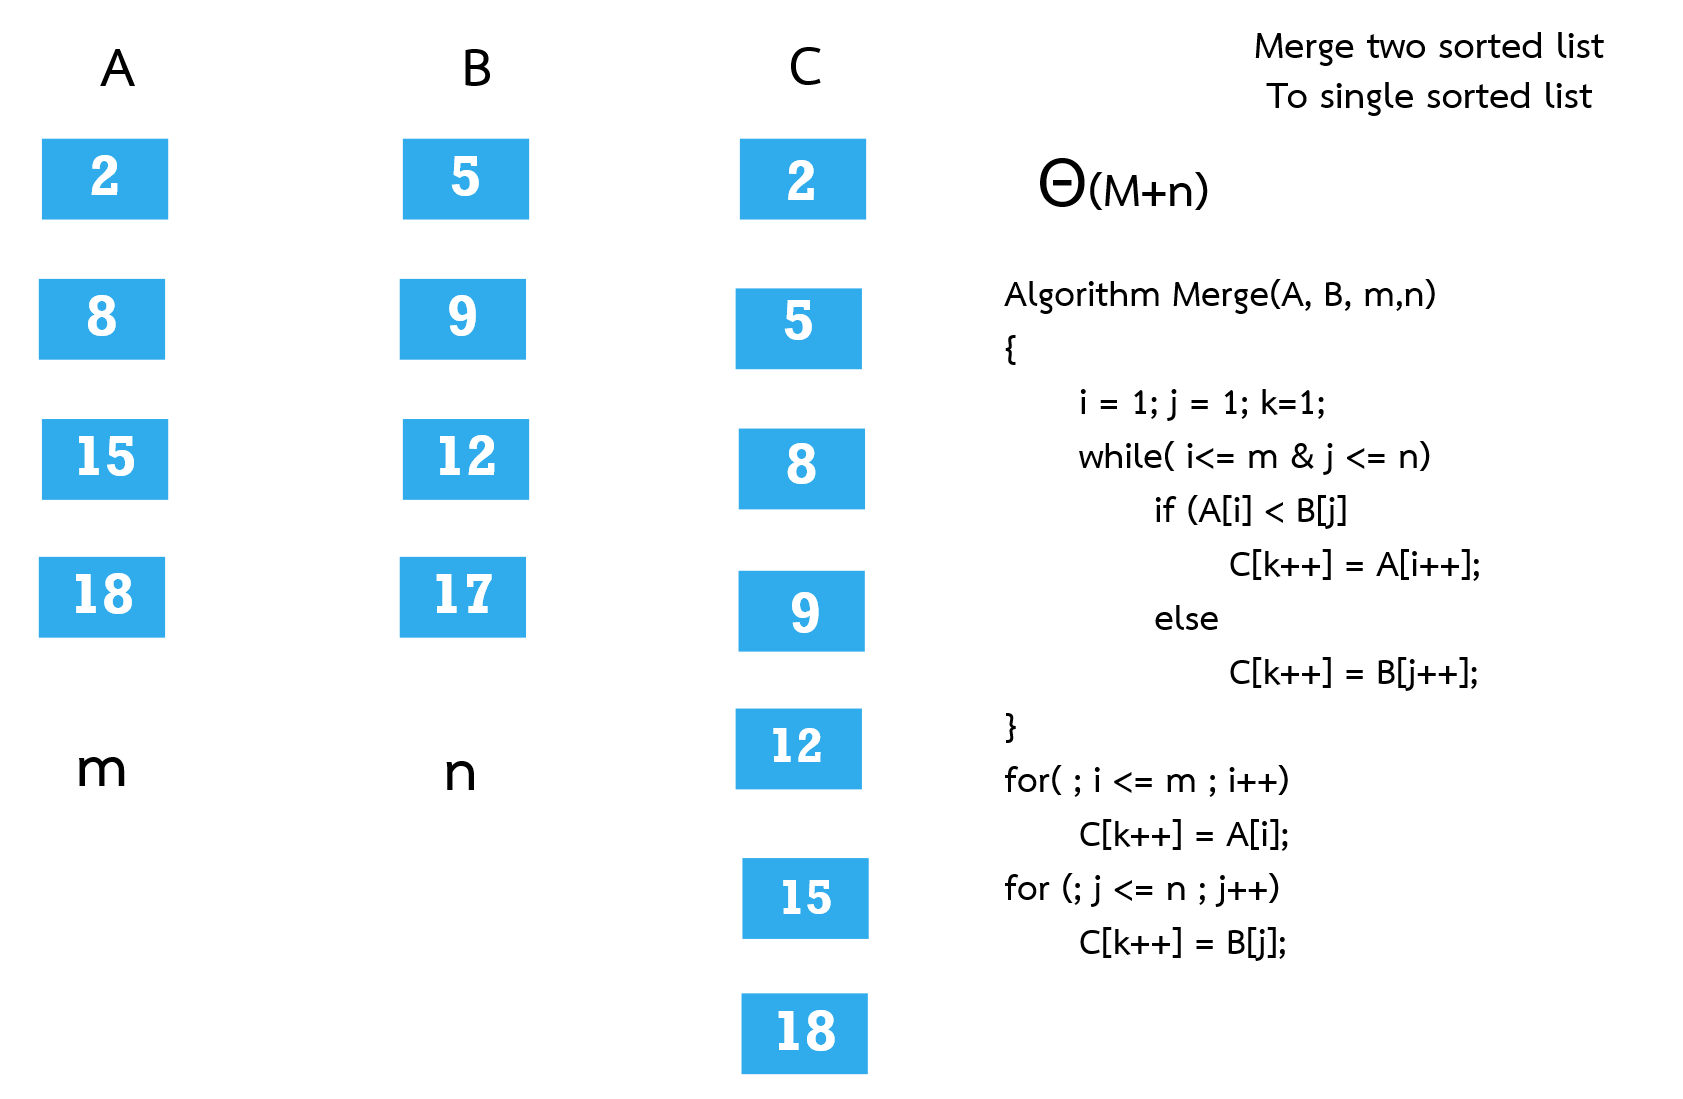 A
B
C
2
8
15
18
m
5
9
12
17
n
2
5
8
9
12
15
18
Merge two sorted list
To single sorted list
Θ(M+n)
Algorithm Merge(A, B, m,n)
{
i = 1; j = 1; k=1;
while( i<= m & j <= n)
if (A[i] < B[j]
C[k++] = A[i++];
else
C[k++] = B[j++];
}
for( ; i <= m ; i++)
C[k++] = A[i];
for (; j <= n ; j++)
C[k++] = B[j];